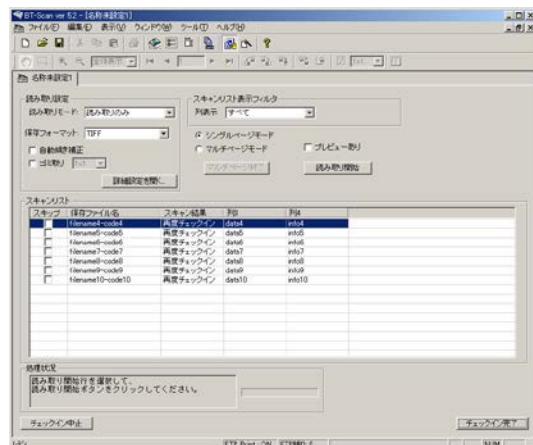 BT-Scan ver 5.2 - [名称未設定1]
ファイル(F) 編集(E) 表示(V) ウィンドウ(W) ツール(T) ヘルプ(H)
全体表示
1st.
名称未設定1
読み取り設定
読み取りモード: 読み取りのみ
保存フォーマット: TIFF
自動傾き補正
ゴミ取り 1st.
詳細設定を開く...
スキャンリスト表示フィルタ
列表示 すべて
シングルページモード
マルチページモード
プレビュー取り
マルチページ終了
読み取り開始
スキャンリスト
スキップ 保存ファイル名 スキャン結果 列3 列4
filename4-code4 再度チェックイン data4 info4
filename5-code5 再度チェックイン data5 info5
filename6-code6 再度チェックイン data6 info6
filename7-code7 再度チェックイン data7 info7
filename8-code8 再度チェックイン data8 info8
filename9-code9 再度チェックイン data9 info9
filename10-code10 再度チェックイン data10 info10
処理状況
読み取り開始行を選択して、
読み取り開始ボタンをクリックしてください。
チェックイン中止
チェックイン完了